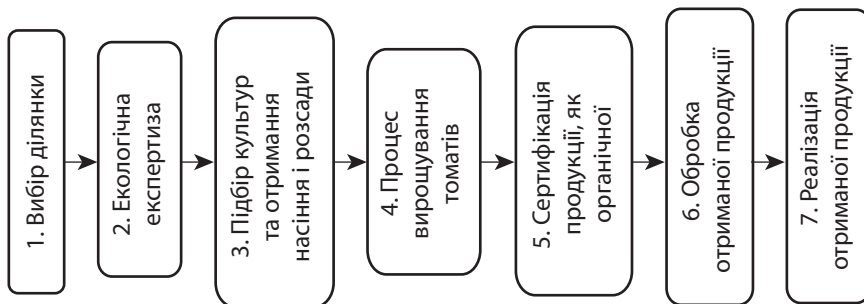 1. Вибір ділянки
2. Екологічна
експертиза
3. Підбір культур
та отримання
насіння і розсади
4. Процес
вирощування
томатів
5. Сертифікація
продукції, як
органічної
6. Обробка
отриманої продукції
7. Реалізація
отриманої продукції